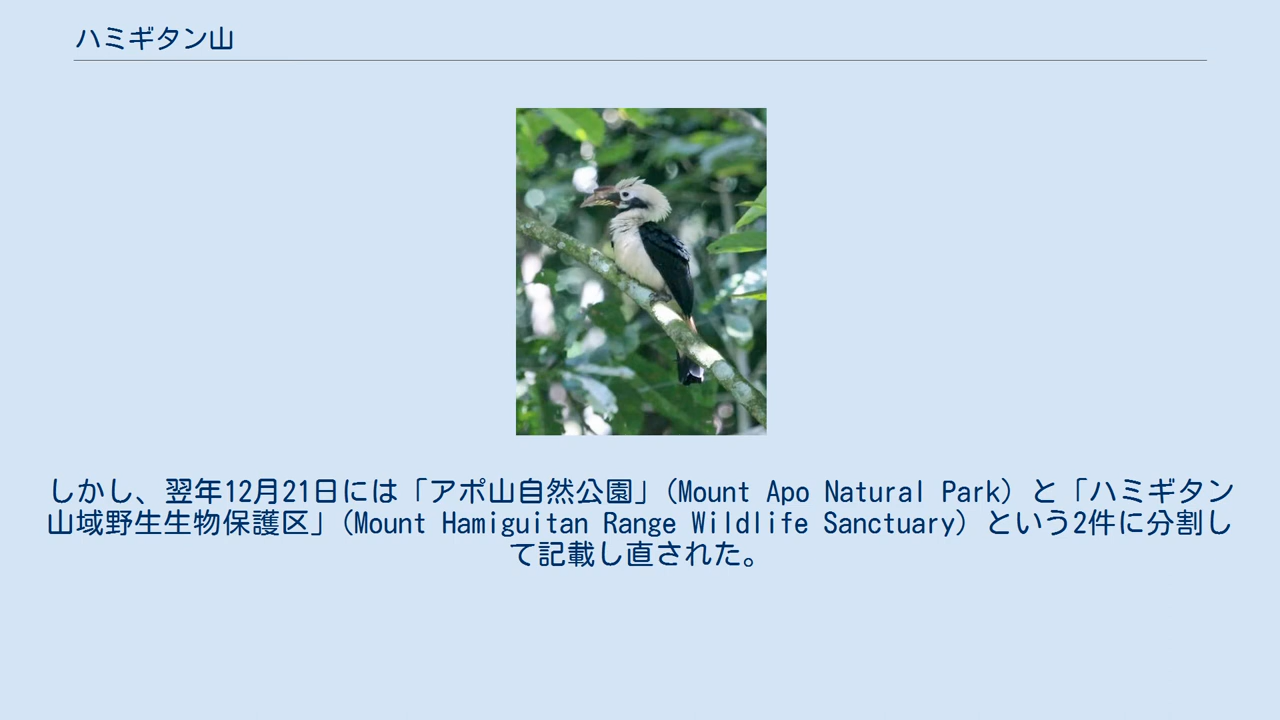 ハミギタン山
しかし、翌年12月21日には「アポ山自然公園」(Mount Apo Natural Park) と「ハミギタン
山域野生生物保護区」(Mount Hamiguitan Range Wildlife Sanctuary) という2件に分割し
て記載し直された。